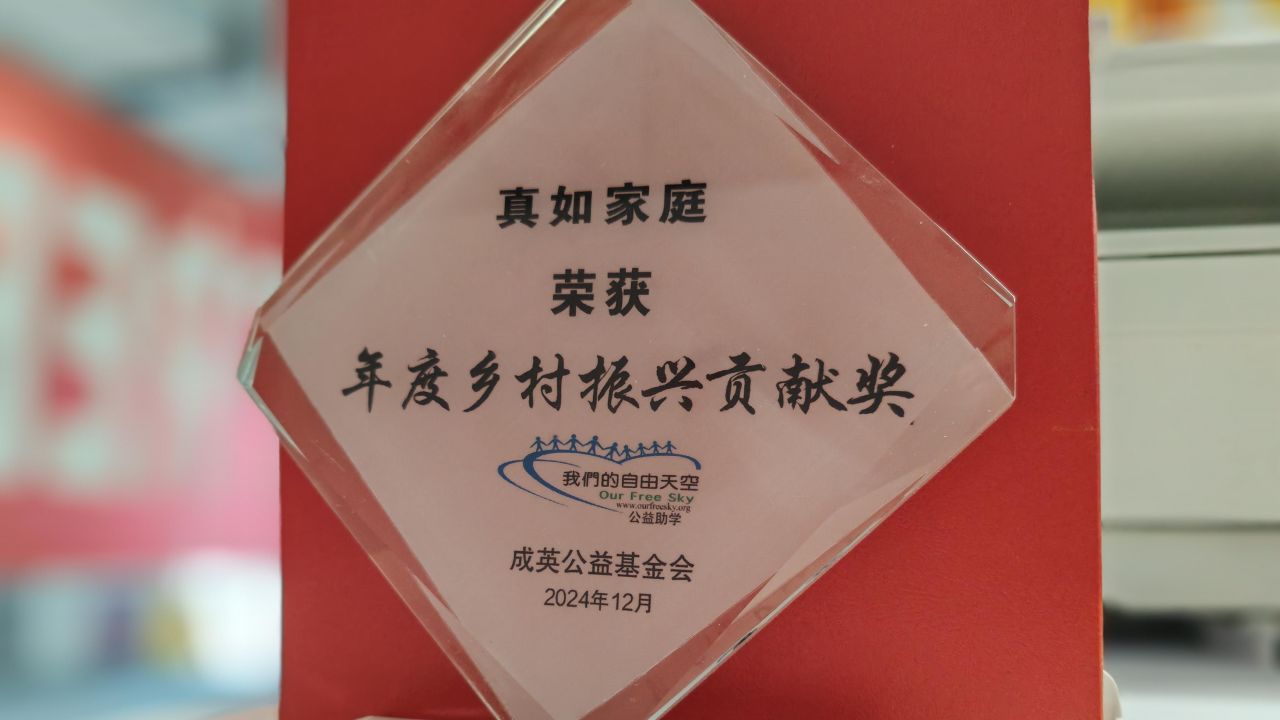 真如家庭
荣获
年度乡村振兴贡献奖
我們的自由天空
Our Free Sky
www.ourfreesky.org
公益助学
成英公益基金会
2024年12月